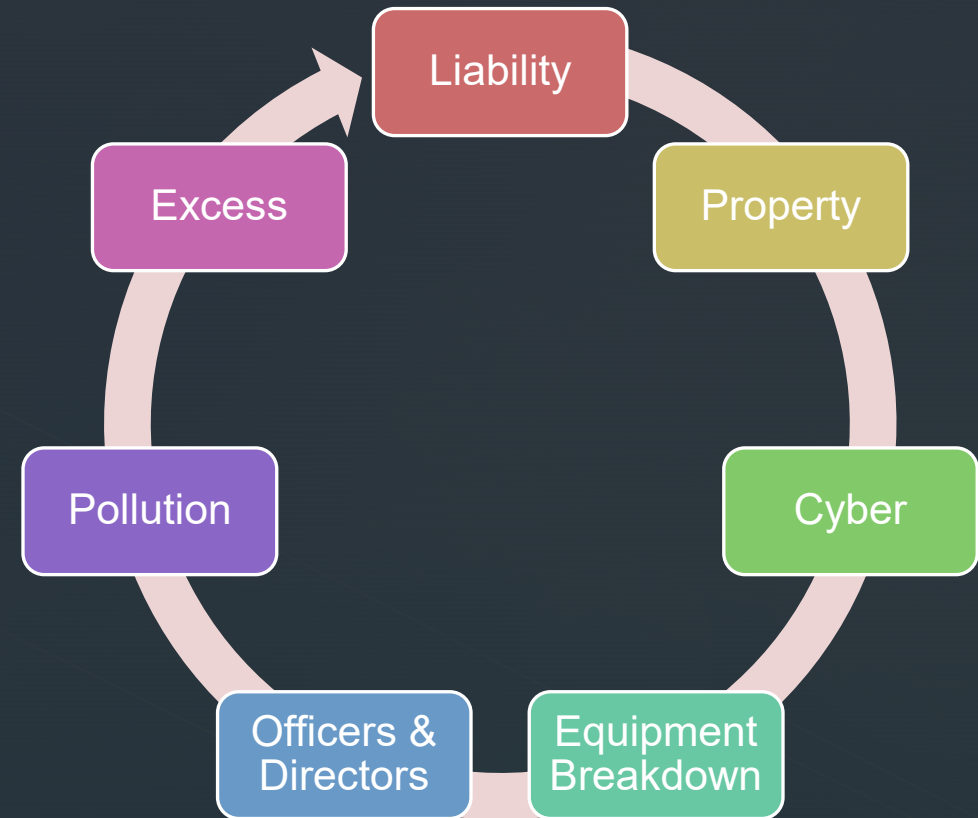 Liability
Property
Cyber
Equipment
Breakdown
Officers &
Directors
Pollution
Excess